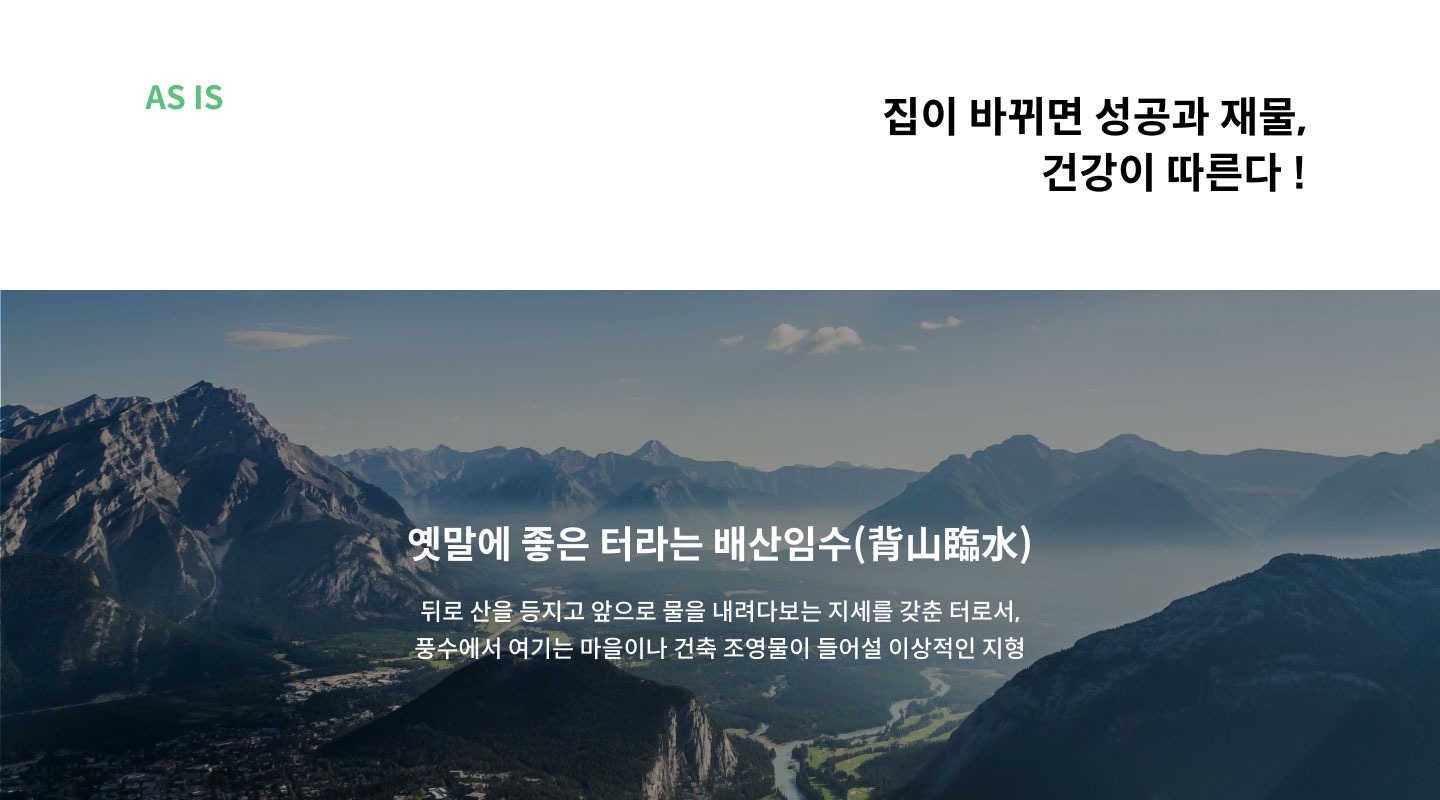 AS IS
집이 바뀌면 성공과 재물,
건강이 따른다 !
옛말에 좋은 터라는 배산임수(背山臨水)
뒤로 산을 등지고 앞으로 물을 내려다보는 지세를 갖춘 터로서,
풍수에서 여기는 마을이나 건축 조영물이 들어설 이상적인 지형